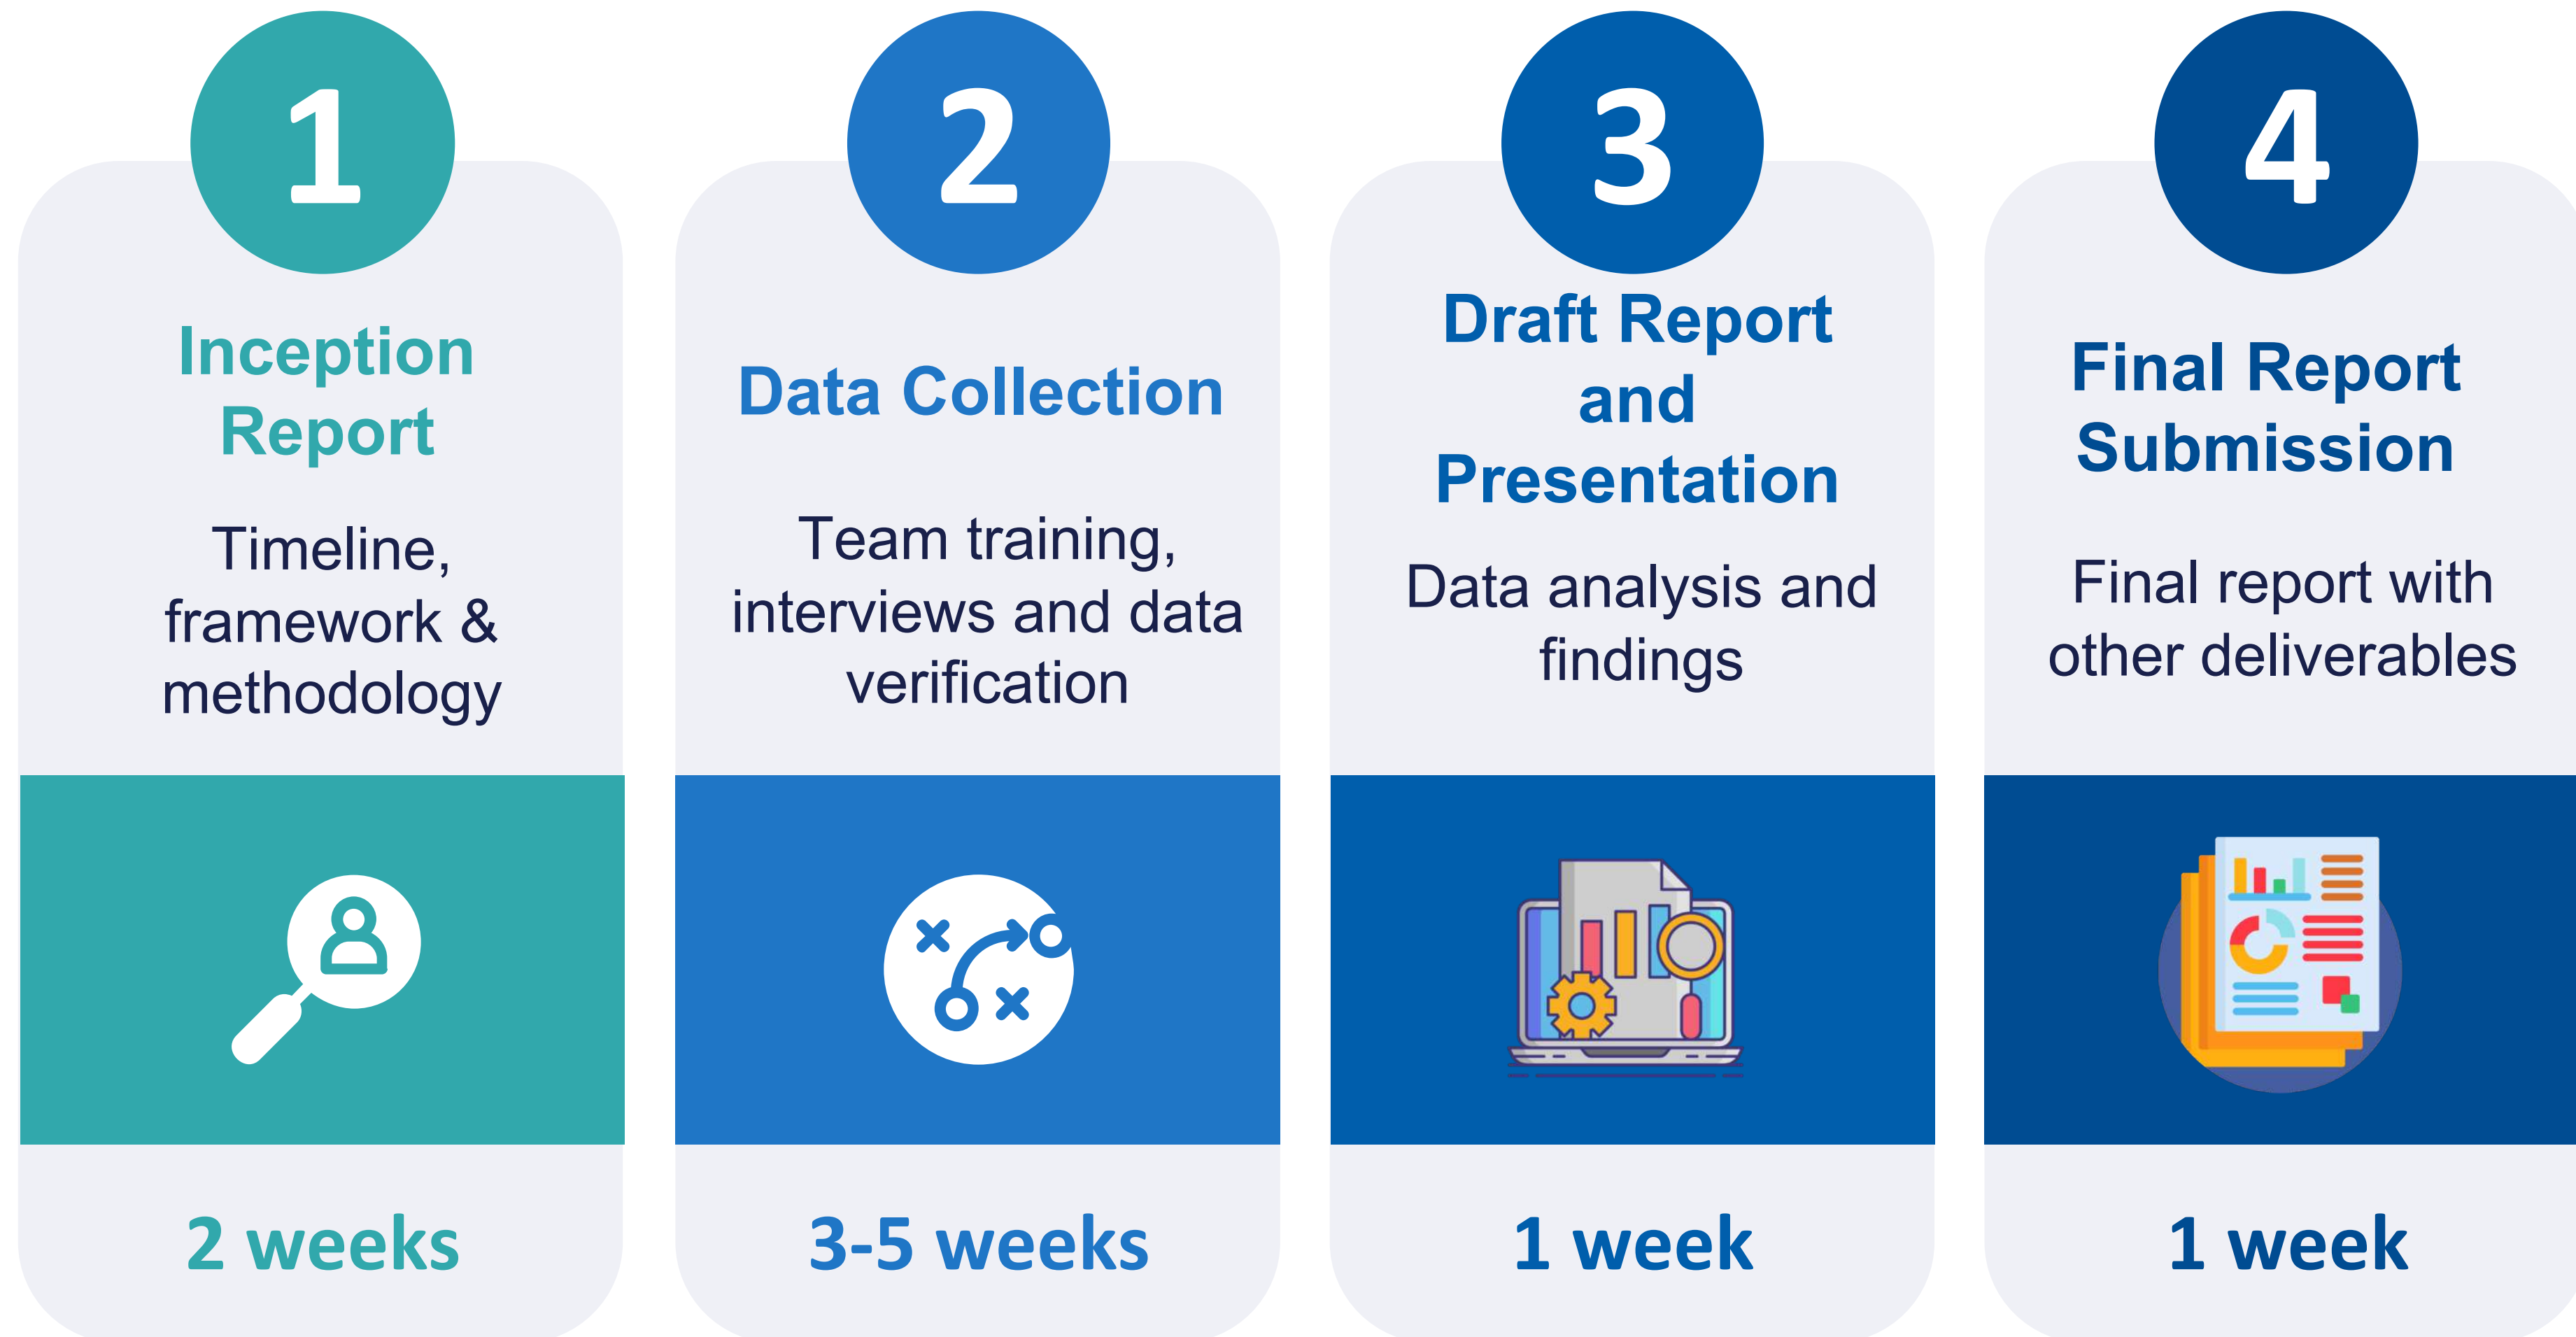 1
Inception
Report
Timeline,
framework &
methodology
2 weeks
2
Data Collection
Team training,
interviews and data
verification
3-5 weeks
3
Draft Report
and
Presentation
Data analysis and
findings
1 week
4
Final Report
Submission
Final report with
other deliverables
1 week